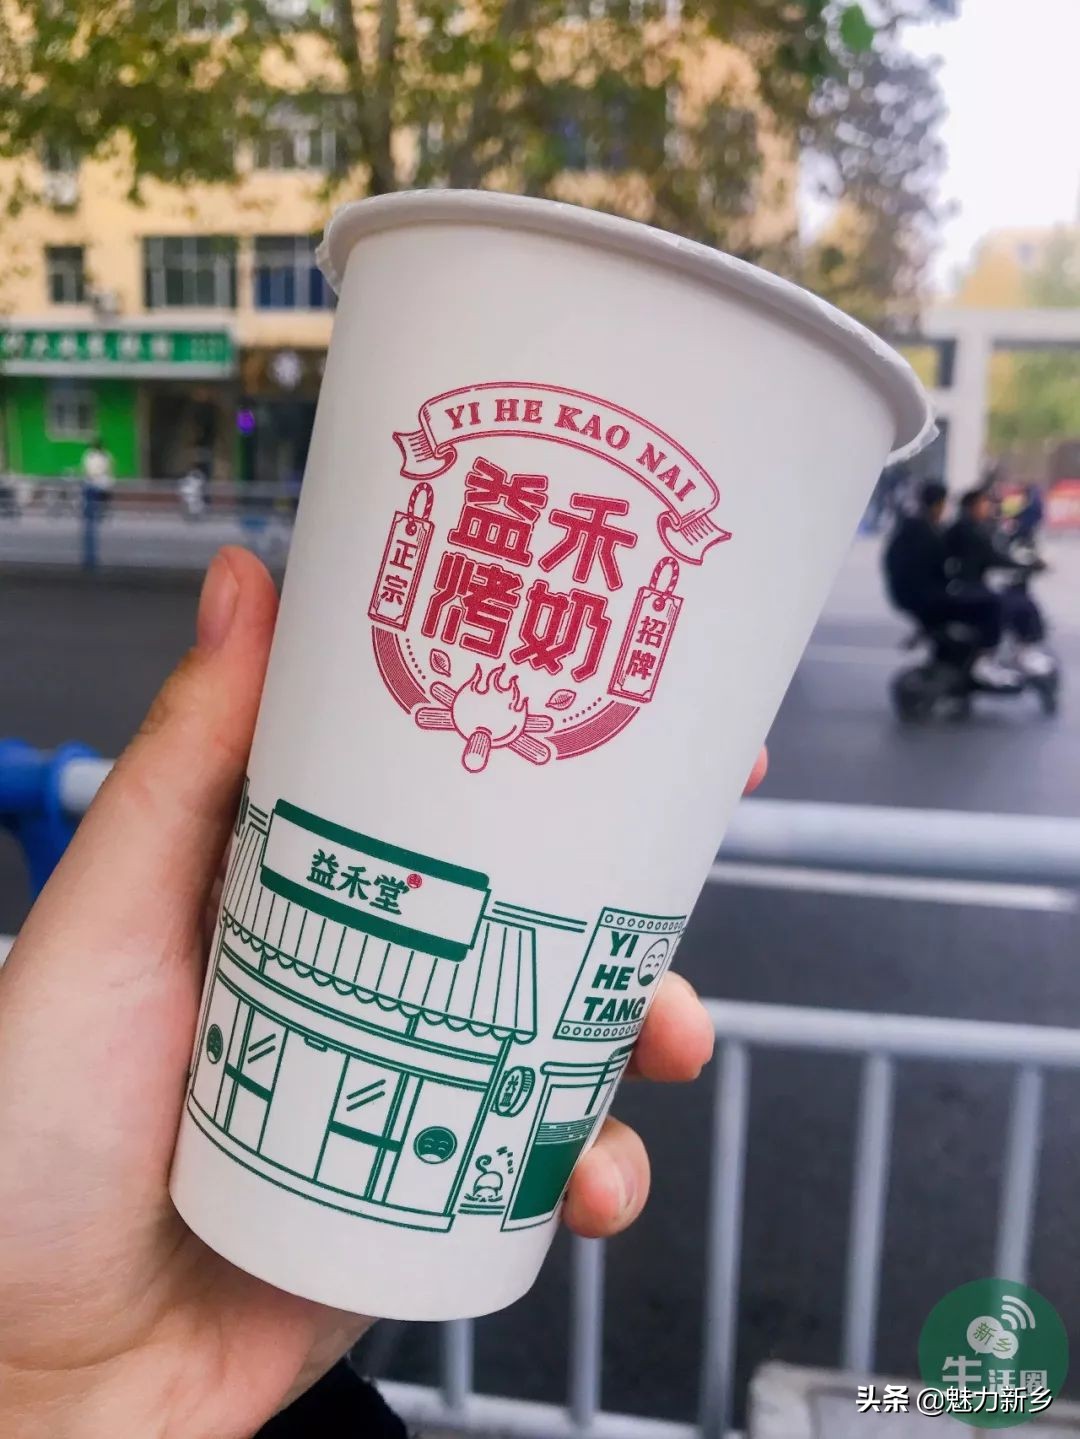 YI HE KAO NAI
益禾
烤奶
正宗
招牌
益禾堂
YI
HE
TANG
新乡
生活圈
头条 @魅力新乡